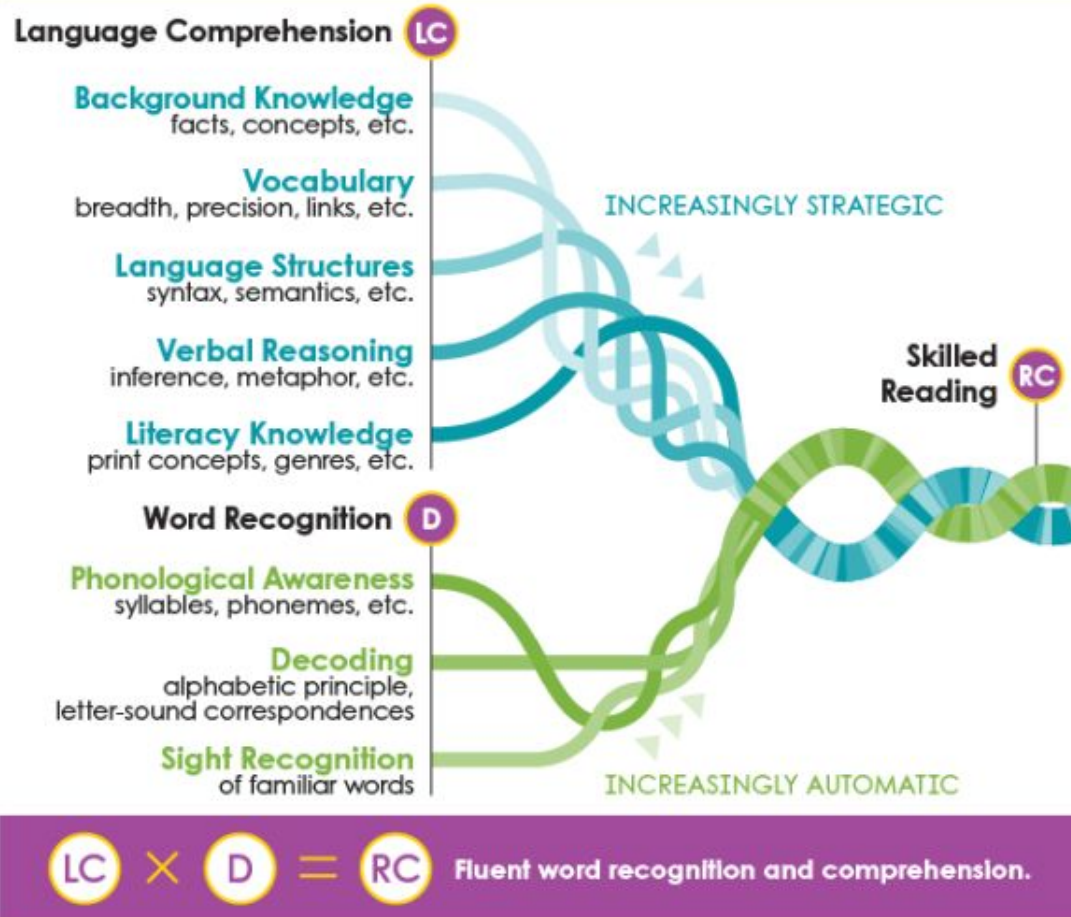 Language Comprehension LC
Background Knowledge
facts, concepts, etc.
Vocabulary
breadth, precision, links, etc.
INCREASINGLY STRATEGIC
Language Structures
syntax, semantics, etc.
Verbal Reasoning
inference, metaphor, etc.
Skilled
Reading
RC
Literacy Knowledge
print concepts, genres, etc.
Word Recognition D
Phonological Awareness
syllables, phonemes, etc.
Decoding
alphabetic principle,
letter-sound correspondences
Sight Recognition
of familiar words
INCREASINGLY AUTOMATIC
LC × D = RC Fluent word recognition and comprehension.